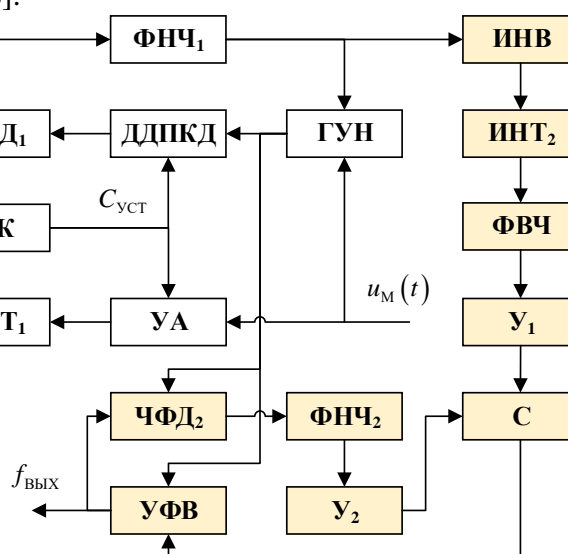 ФНЧ₁ ИНВ
Д₁ ДДПКД ГУН ИНТ₂
C_УСТ
К ФВЧ
u_М(t)
Т₁ УА У₁
ЧФД₂ ФНЧ₂ С
f_ВЫХ
УФВ У₂